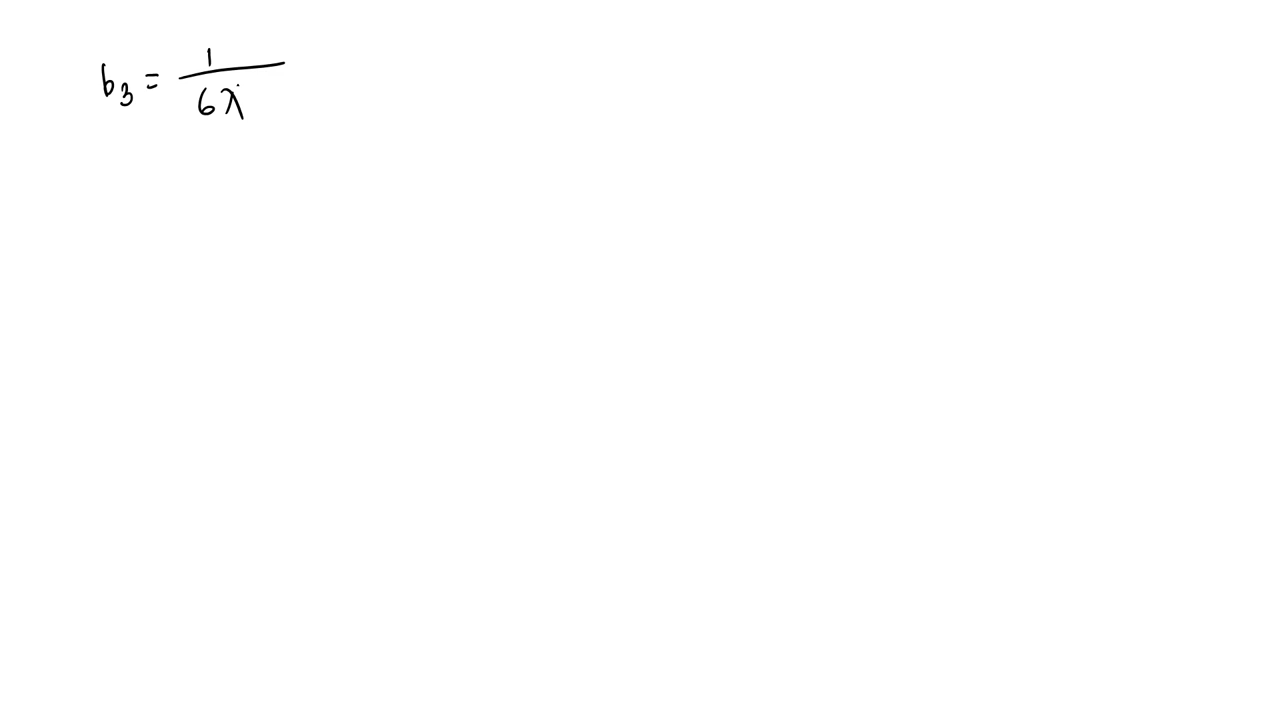 b₃ = 1/6λ